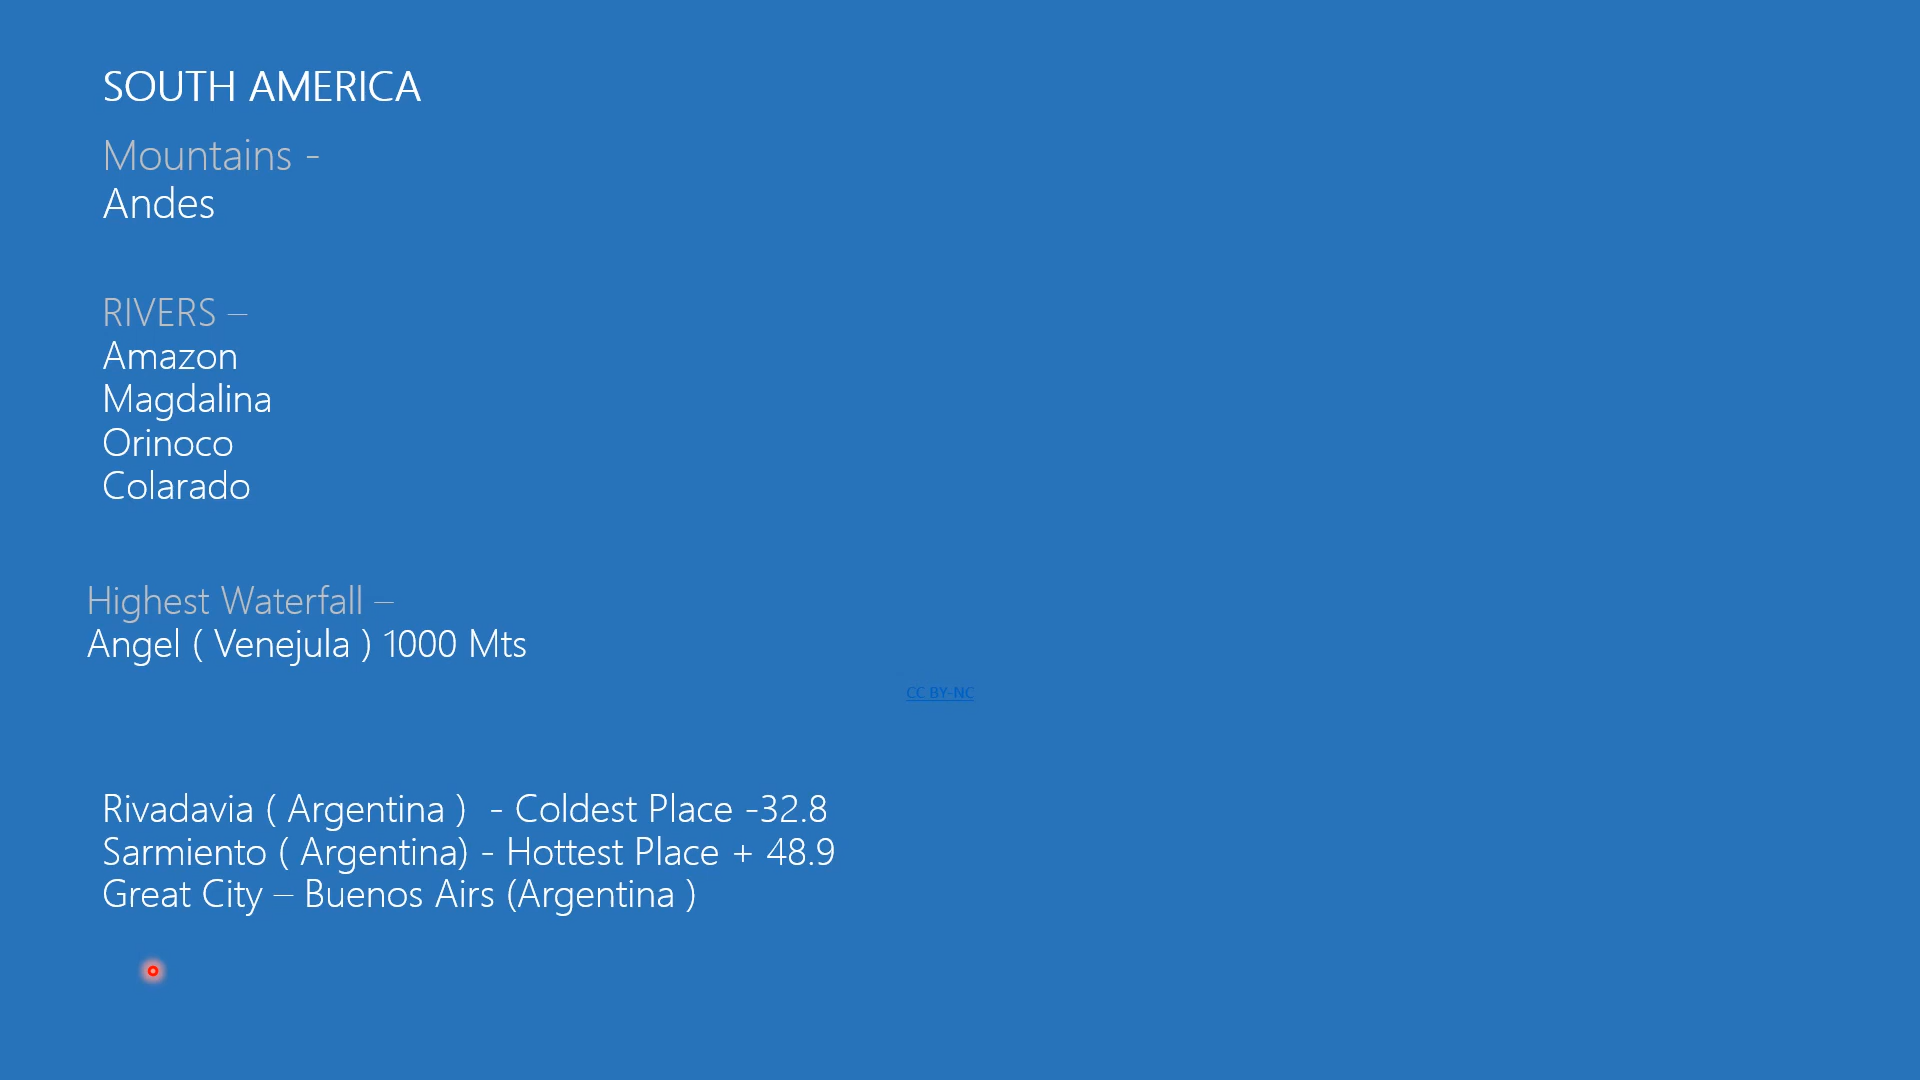 SOUTH AMERICA
Mountains -
Andes
RIVERS –
Amazon
Magdalina
Orinoco
Colarado
Highest Waterfall –
Angel ( Venejula ) 1000 Mts
CC BY-NC
Rivadavia ( Argentina )  - Coldest Place -32.8
Sarmiento ( Argentina) - Hottest Place + 48.9
Great City – Buenos Airs (Argentina )